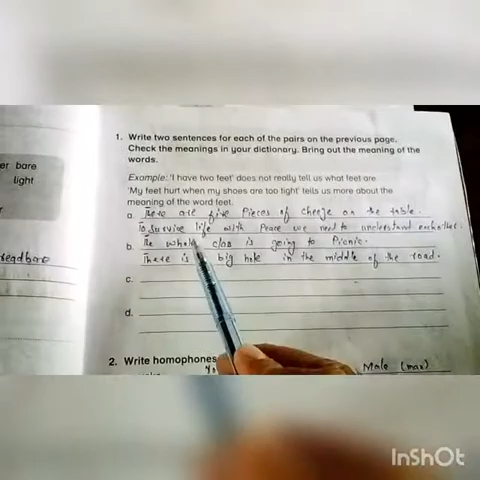 er bare
light
readbare
1. Write two sentences for each of the pairs on the previous page.
Check the meanings in your dictionary. Bring out the meaning of the
words.
Example: 'I have two feet' does not really tell us what feet are
'My feet hurt when my shoes are too tight' tells us more about the
meaning of the word feet.
a. There are five Pieces of cheese on the table.
To survive life with Peace we need to understand each other.
b. The whole class is going to Picnic.
There is big hole in the middle of the road.
c.
d.
2. Write homophones
Male (max)
InShOt